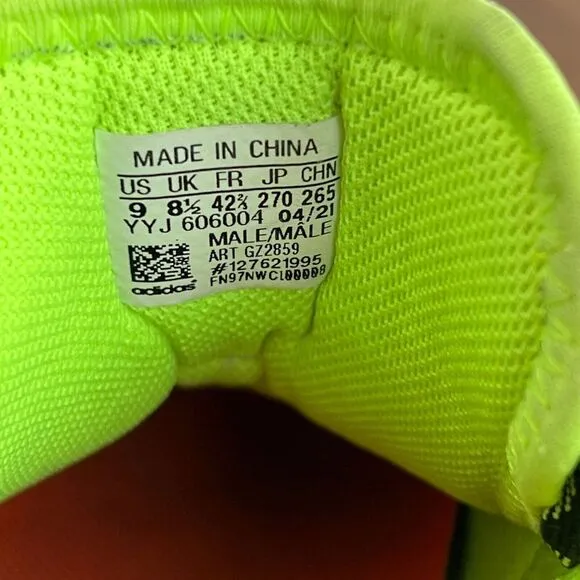 MADE IN CHINA
US UK FR JP CHN
9 8½ 42⅔ 270 265
YYJ 606004 04/21
MALE/MÂLE
ART GZ2859
#127621995
adidas